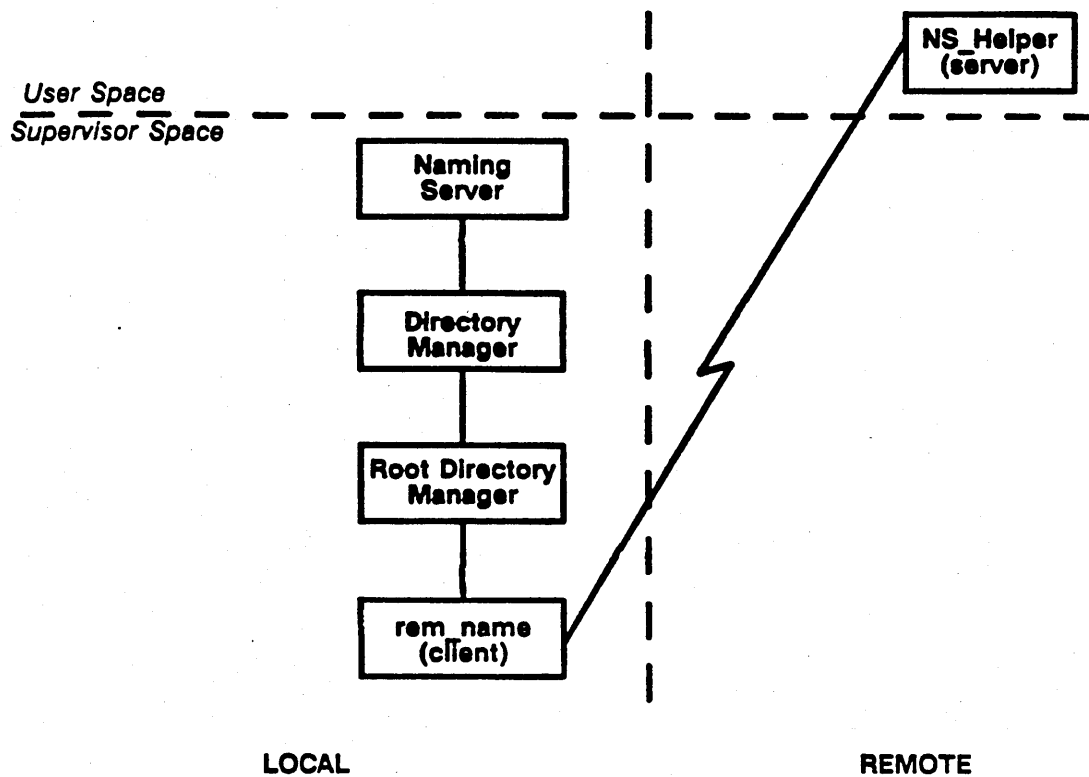 NS_Helper
(server)
User Space
Supervisor Space
Naming
Server
Directory
Manager
Root Directory
Manager
rem_name
(client)
LOCAL
REMOTE